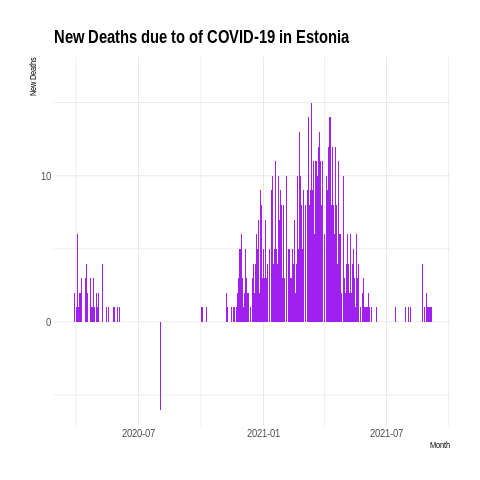 New Deaths due to of COVID-19 in Estonia
New Deaths
10
0
2020-07
2021-01
2021-07
Month